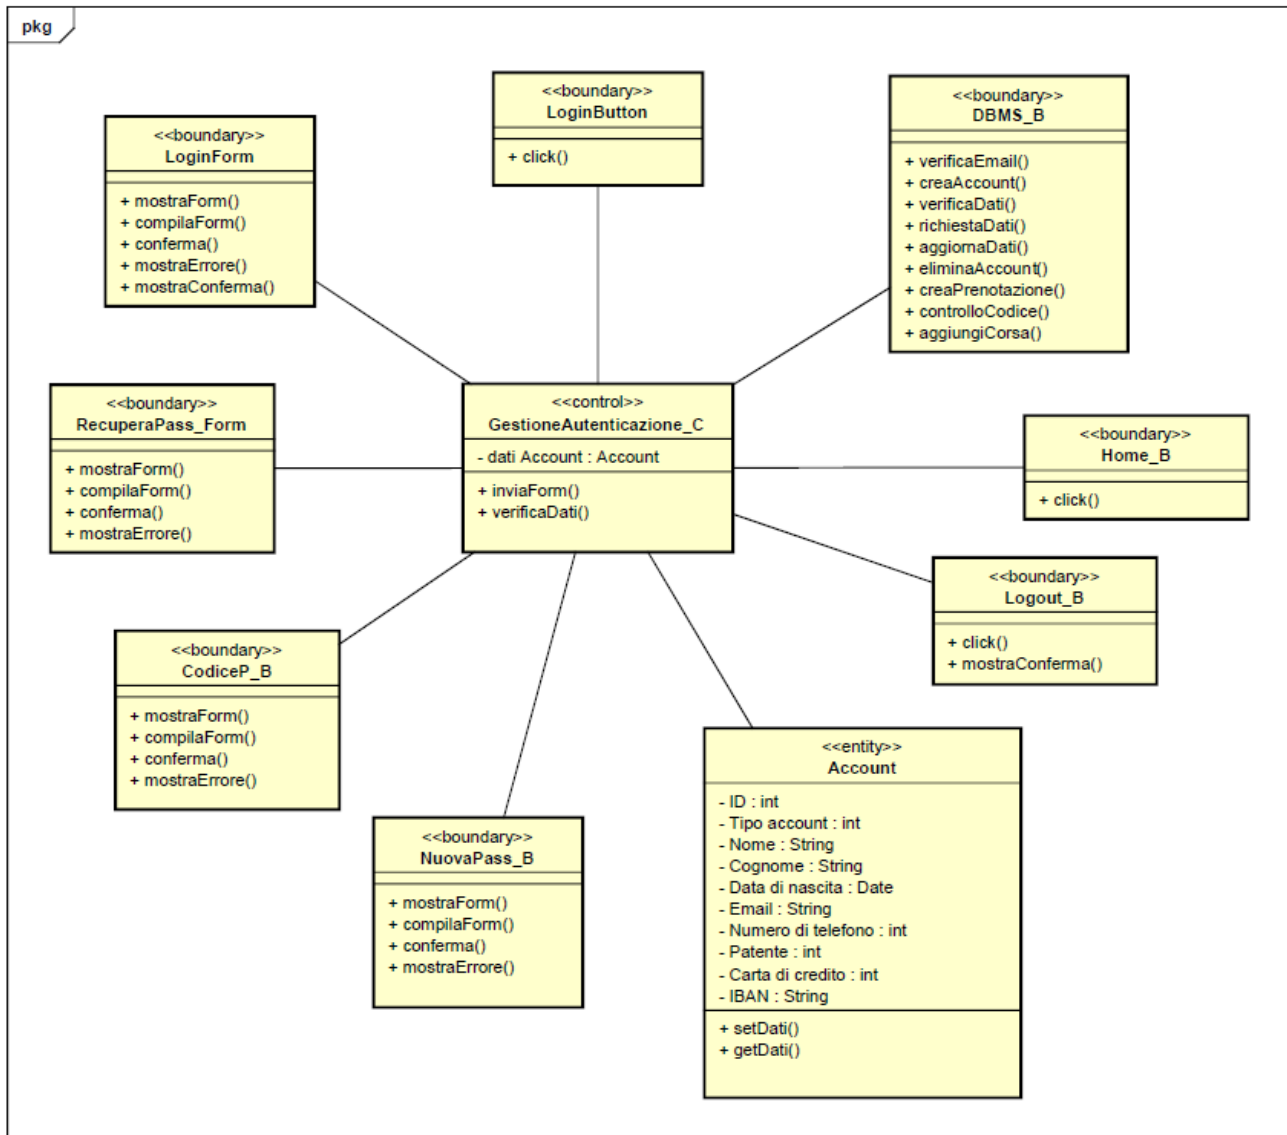 pkg
<<boundary>>
LoginForm
+ mostraForm()
+ compilaForm()
+ conferma()
+ mostraErrore()
+ mostraConferma()
<<boundary>>
LoginButton
+ click()
<<boundary>>
DBMS_B
+ verificaEmail()
+ creaAccount()
+ verificaDati()
+ richiestaDati()
+ aggiornaDati()
+ eliminaAccount()
+ creaPrenotazione()
+ controlloCodice()
+ aggiungiCorsa()
<<boundary>>
RecuperaPass_Form
+ mostraForm()
+ compilaForm()
+ conferma()
+ mostraErrore()
<<control>>
GestioneAutenticazione_C
- dati Account : Account
+ inviaForm()
+ verificaDati()
<<boundary>>
Home_B
+ click()
<<boundary>>
Logout_B
+ click()
+ mostraConferma()
<<boundary>>
CodiceP_B
+ mostraForm()
+ compilaForm()
+ conferma()
+ mostraErrore()
<<boundary>>
NuovaPass_B
+ mostraForm()
+ compilaForm()
+ conferma()
+ mostraErrore()
<<entity>>
Account
- ID : int
- Tipo account : int
- Nome : String
- Cognome : String
- Data di nascita : Date
- Email : String
- Numero di telefono : int
- Patente : int
- Carta di credito : int
- IBAN : String
+ setDati()
+ getDati()